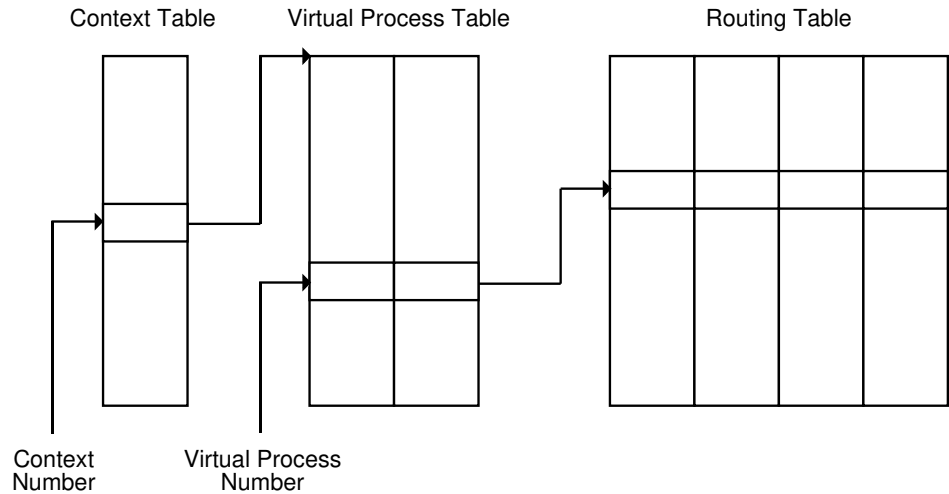 Context Table
Virtual Process Table
Routing Table
Context
Number
Virtual Process
Number